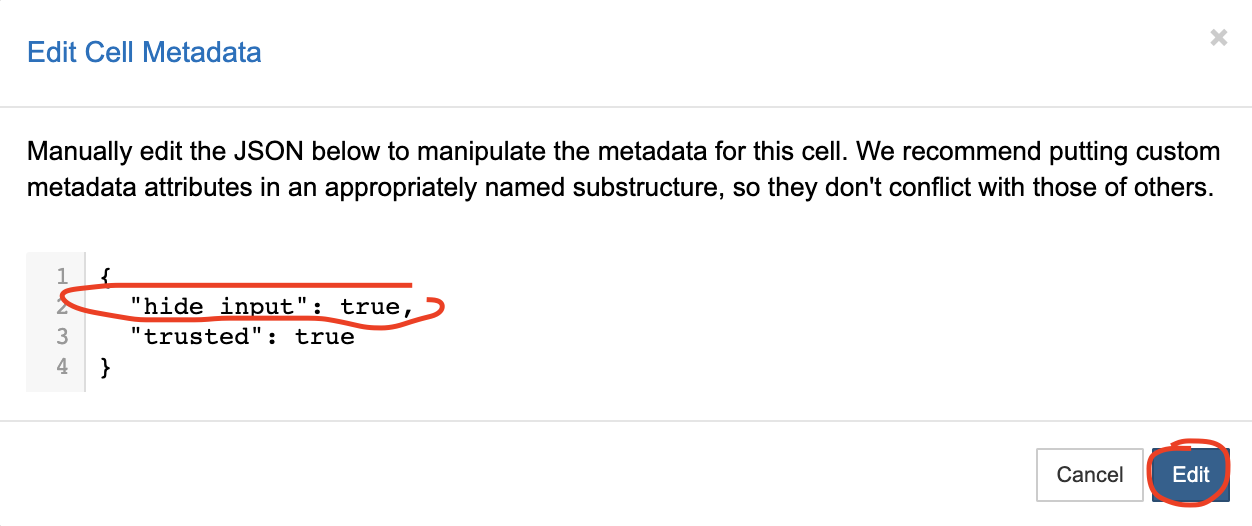 Edit Cell Metadata
×
Manually edit the JSON below to manipulate the metadata for this cell. We recommend putting custom
metadata attributes in an appropriately named substructure, so they don't conflict with those of others.
1 {
2 "hide_input": true,
3 "trusted": true
4 }
Cancel Edit